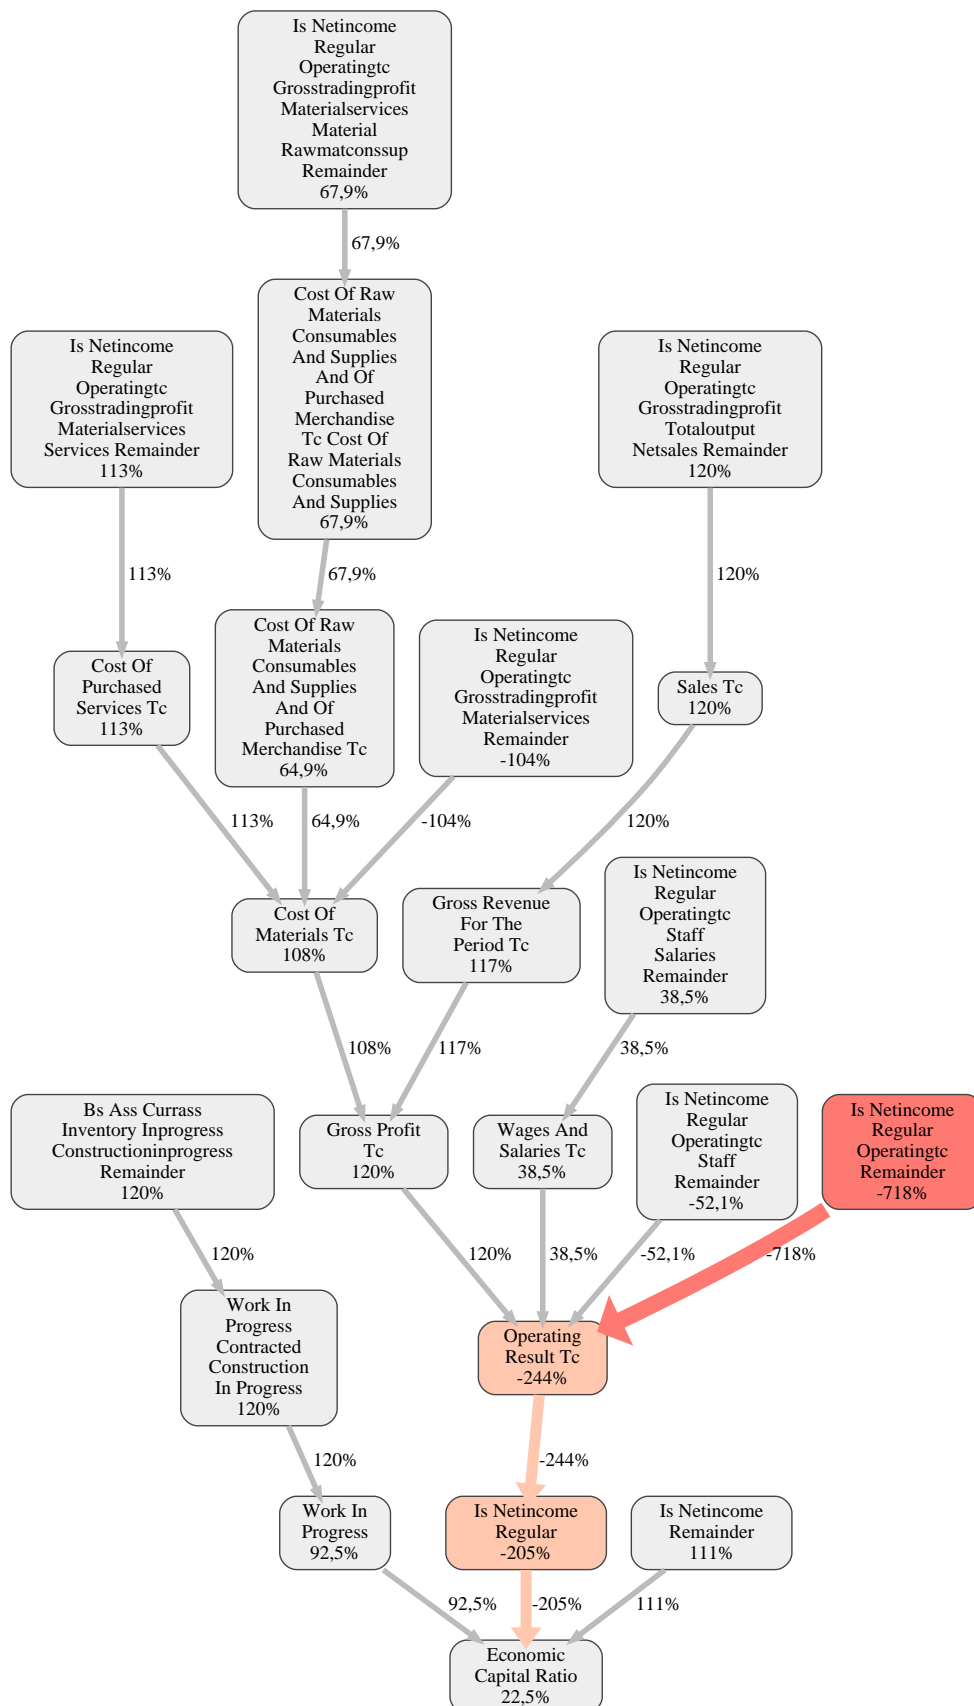 Is Netincome
Regular
Operatingtc
Grosstradingprofit
Materialservices
Material
Rawmatconssup
Remainder
67,9%
67,9%
Cost Of Raw
Materials
Consumables
And Supplies
And Of
Purchased
Merchandise
Tc Cost Of
Raw Materials
Consumables
And Supplies
67,9%
Is Netincome
Regular
Operatingtc
Grosstradingprofit
Materialservices
Services Remainder
113%
Is Netincome
Regular
Operatingtc
Grosstradingprofit
Totaloutput
Netsales Remainder
120%
113%
67,9%
120%
Cost Of
Purchased
Services Tc
113%
Cost Of Raw
Materials
Consumables
And Supplies
And Of
Purchased
Merchandise Tc
64,9%
Is Netincome
Regular
Operatingtc
Grosstradingprofit
Materialservices
Remainder
-104%
Sales Tc
120%
113%
64,9%
-104%
120%
Cost Of
Materials Tc
108%
Gross Revenue
For The
Period Tc
117%
Is Netincome
Regular
Operatingtc
Staff
Salaries
Remainder
38,5%
108%
117%
38,5%
Bs Ass Currass
Inventory Inprogress
Constructioninprogress
Remainder
120%
Gross Profit
Tc
120%
Wages And
Salaries Tc
38,5%
Is Netincome
Regular
Operatingtc
Staff
Remainder
-52,1%
Is Netincome
Regular
Operatingtc
Remainder
-718%
120%
120%
38,5%
-52,1%
-718%
Work In
Progress
Contracted
Construction
In Progress
120%
Operating
Result Tc
-244%
120%
-244%
Work In
Progress
92,5%
Is Netincome
Regular
-205%
Is Netincome
Remainder
111%
92,5%
-205%
111%
Economic
Capital Ratio
22,5%